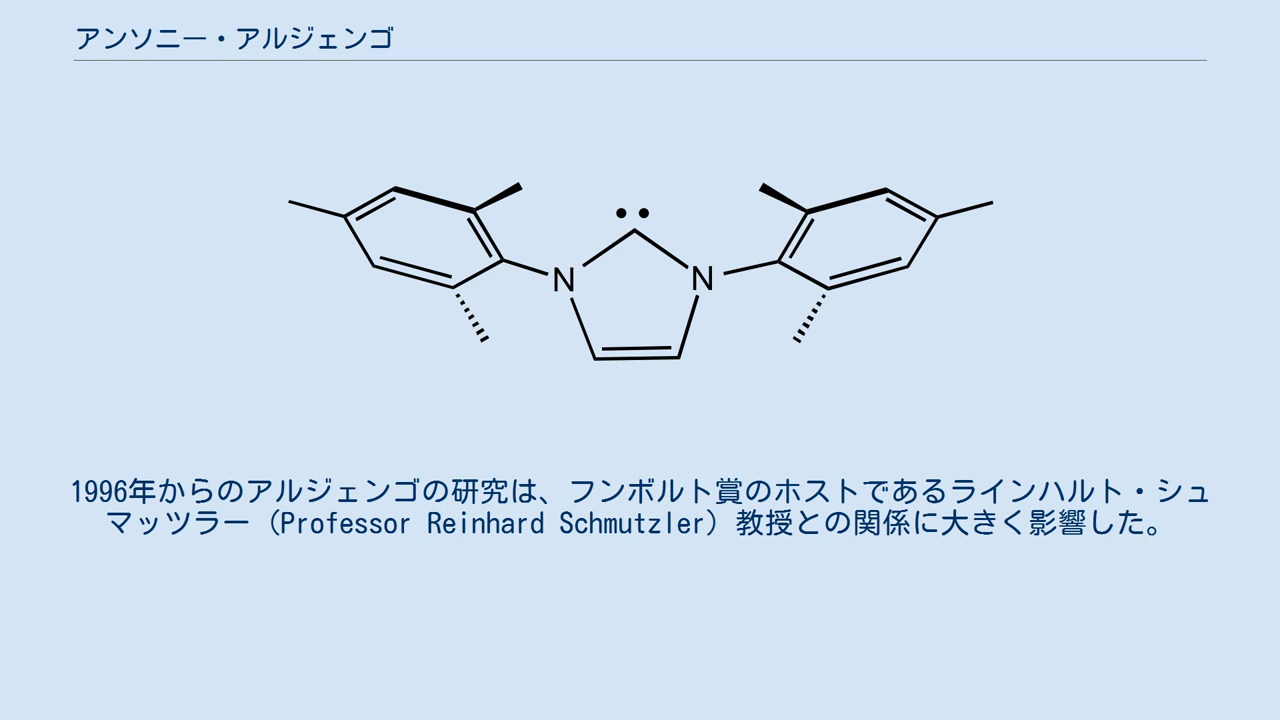 アンソニー・アルジェンゴ
N
N
1996年からのアルジェンゴの研究は、フンボルト賞のホストであるラインハルト・シュ
マッツラー（Professor Reinhard Schmutzler）教授との関係に大きく影響した。